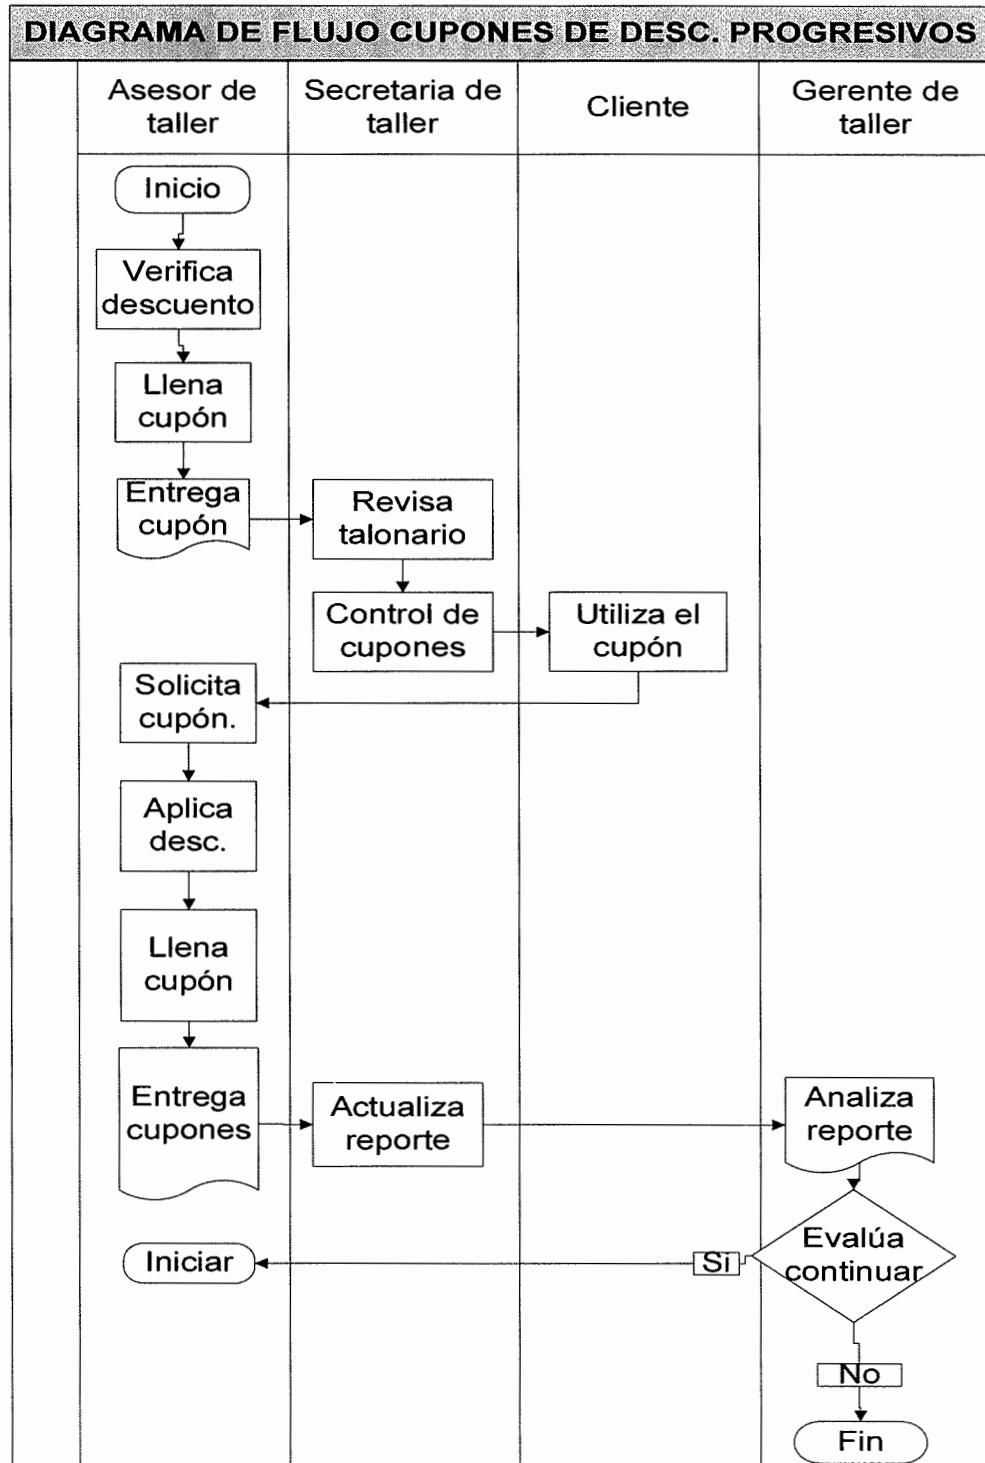 DIAGRAMA DE FLUJO CUPONES DE DESC. PROGRESIVOS
Asesor de
taller
Secretaria de
taller
Cliente
Gerente de
taller
Inicio
Verifica
descuento
Llena
cupón
Entrega
cupón
Revisa
talonario
Control de
cupones
Utiliza el
cupón
Solicita
cupón.
Aplica
desc.
Llena
cupón
Entrega
cupones
Actualiza
reporte
Analiza
reporte
Evalúa
continuar
Si
Iniciar
No
Fin